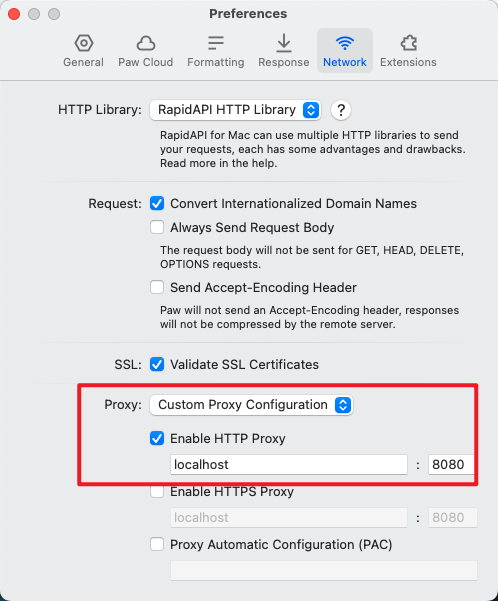 Preferences
General
Paw Cloud
Formatting
Response
Network
Extensions
HTTP Library: RapidAPI HTTP Library ?
RapidAPI for Mac can use multiple HTTP libraries to send
your requests, each has some advantages and drawbacks.
Read more in the help.
Request: Convert Internationalized Domain Names
Always Send Request Body
The request body will not be sent for GET, HEAD, DELETE,
OPTIONS requests.
Send Accept-Encoding Header
Paw will not send an Accept-Encoding header, responses
will not be compressed by the remote server.
SSL: Validate SSL Certificates
Proxy: Custom Proxy Configuration
Enable HTTP Proxy
localhost : 8080
Enable HTTPS Proxy
localhost : 8080
Proxy Automatic Configuration (PAC)